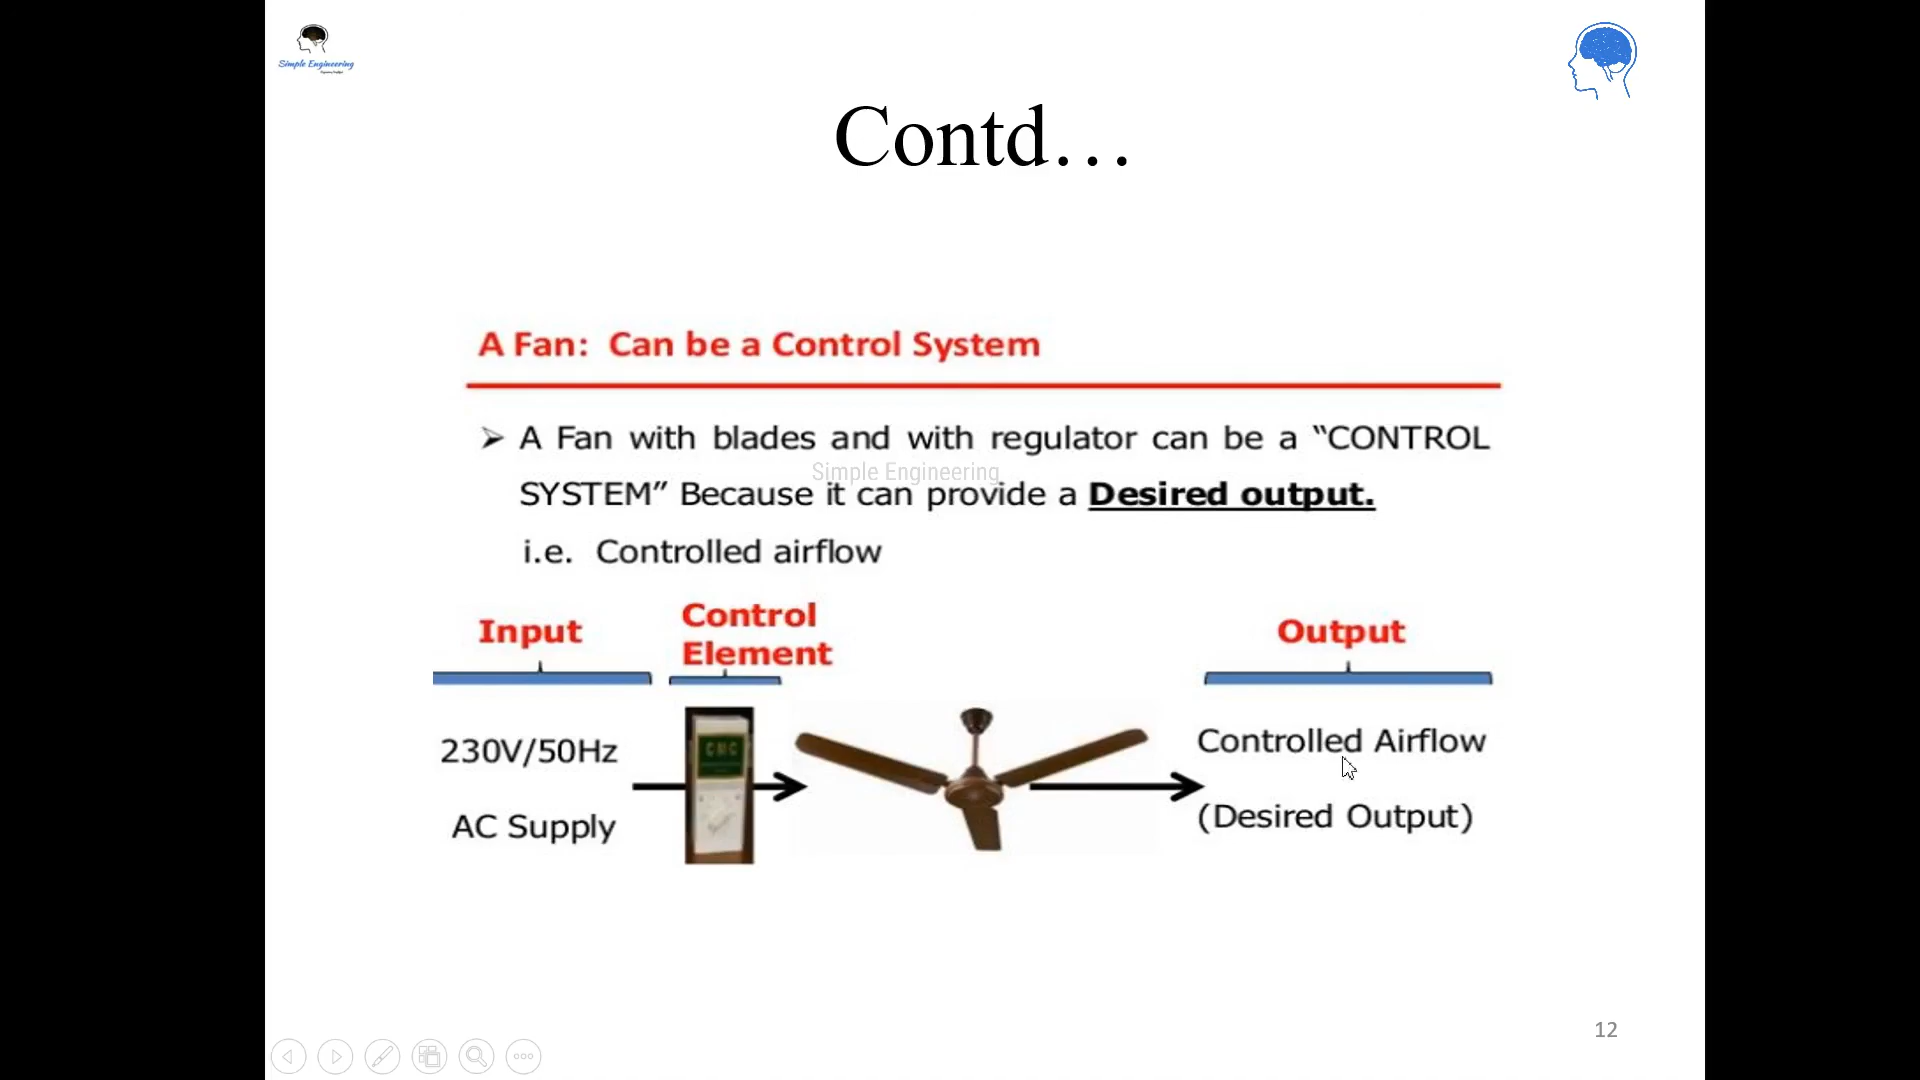 Simple Engineering
Contd…
A Fan: Can be a Control System
➢ A Fan with blades and with regulator can be a “CONTROL
Simple Engineering
SYSTEM” Because it can provide a Desired output.
i.e. Controlled airflow
Input
Control
Element
Output
230V/50Hz
AC Supply
CMC
Controlled Airflow
(Desired Output)
12